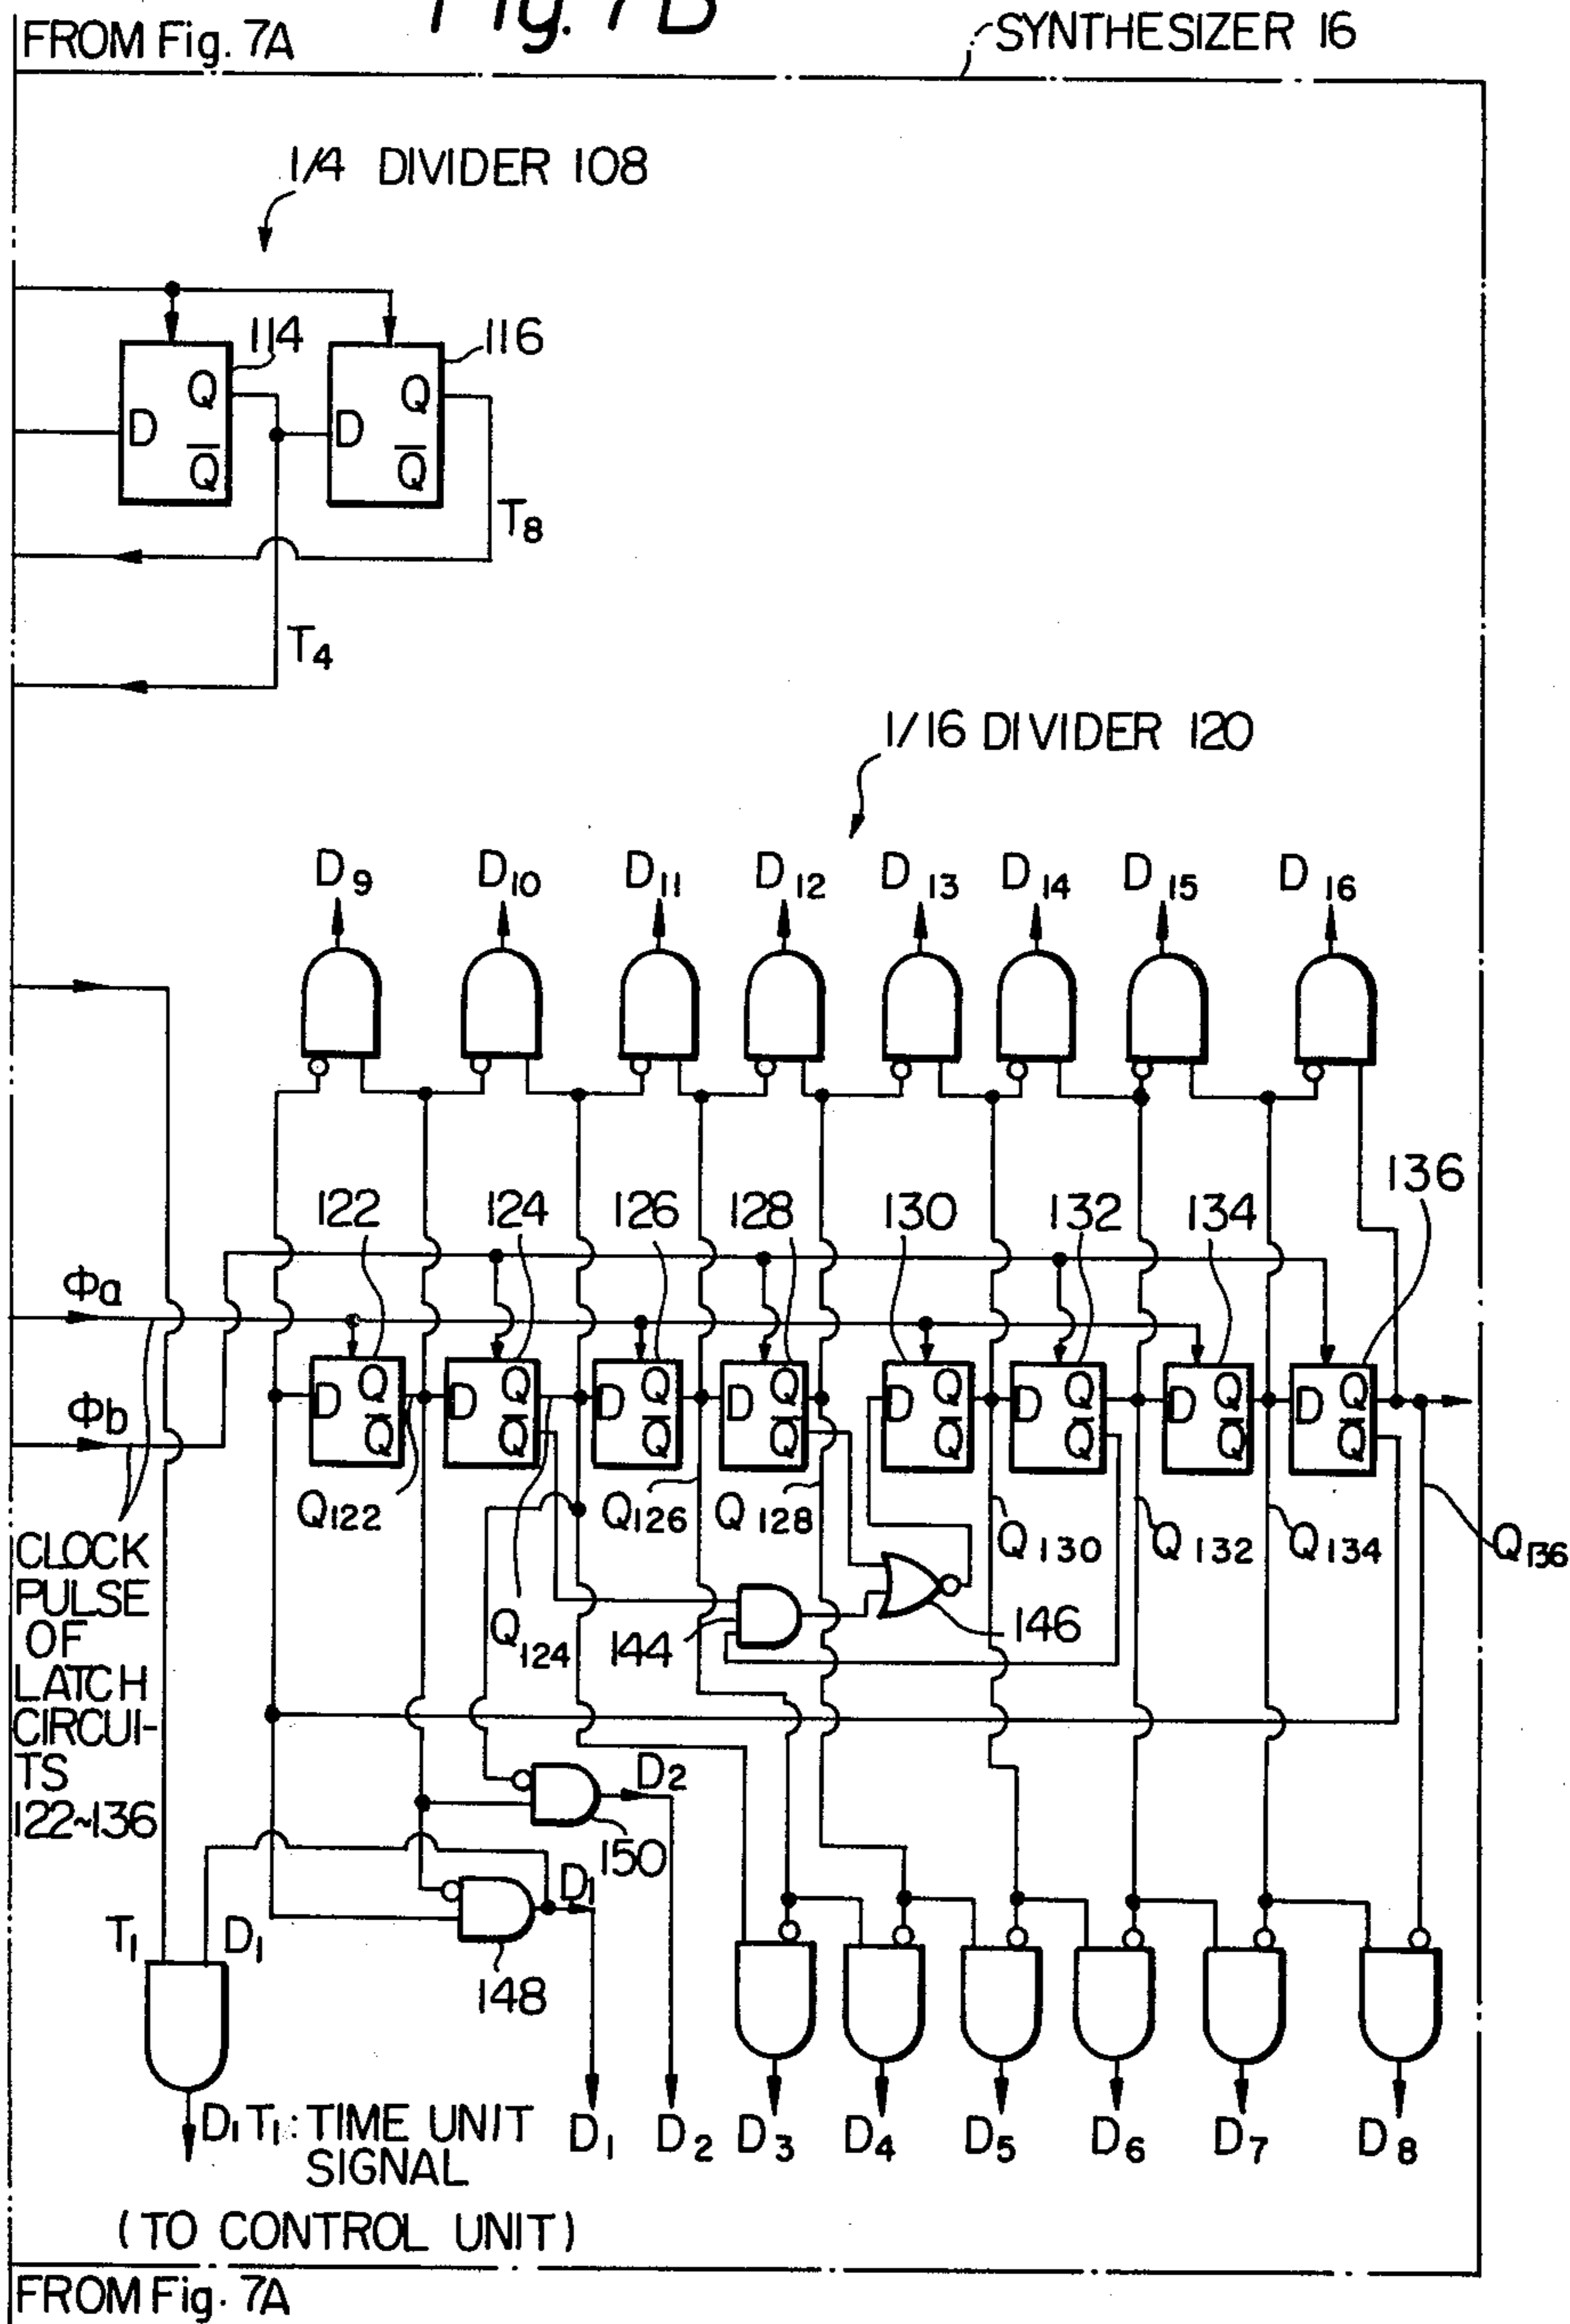 Fig. 7B
FROM Fig. 7A
SYNTHESIZER 16
1/4 DIVIDER 108
114
116
Q
Q
D
D
Q̅
Q̅
T8
T4
1/16 DIVIDER 120
D9
D10
D11
D12
D13
D14
D15
D16
122
124
126
128
130
132
134
136
Φa
D Q Q̅
D Q Q̅
D Q Q̅
D Q Q̅
D Q Q̅
D Q Q̅
D Q Q̅
D Q Q̅
Φb
Q122
Q124
Q126
Q128
Q130
Q132
Q134
Q136
CLOCK
PULSE
OF
LATCH
CIRCUI-
TS
122~136
144
146
D2
150
D1
T1
D1
148
D1T1: TIME UNIT
SIGNAL
D1
D2
D3
D4
D5
D6
D7
D8
(TO CONTROL UNIT)
FROM Fig. 7A